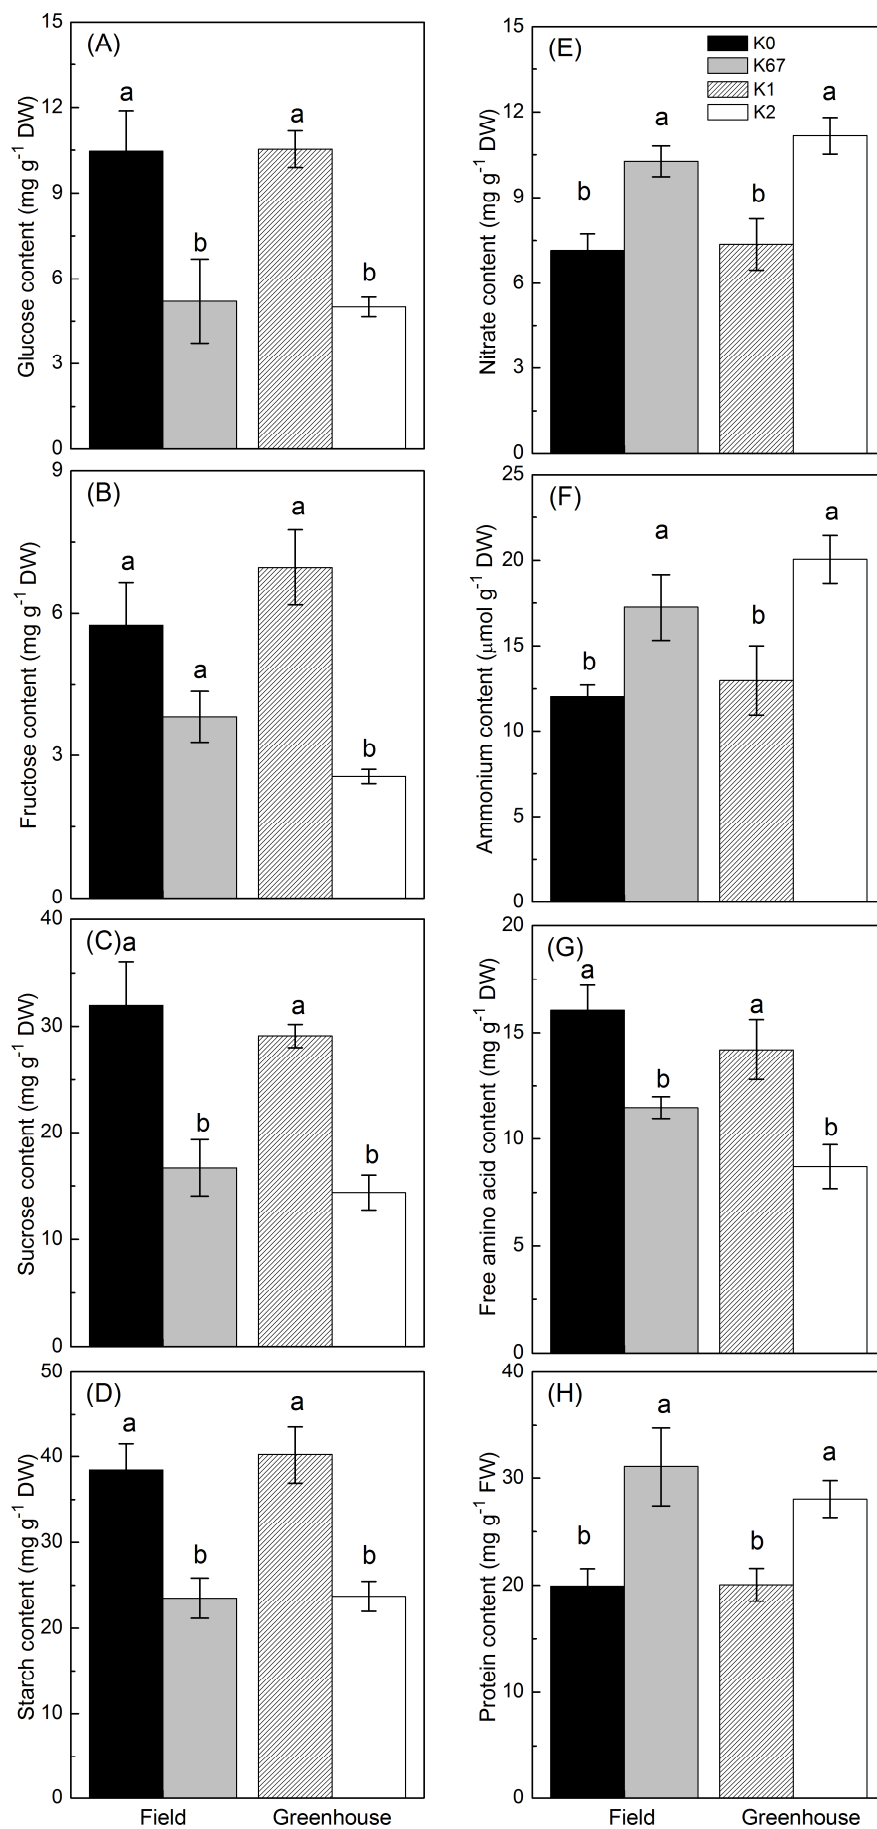 (A)
Glucose content (mg g⁻¹ DW)
15
12
9
6
3
0
a
b
a
b
(B)
Fructose content (mg g⁻¹ DW)
9
6
3
0
a
a
a
b
(C)
Sucrose content (mg g⁻¹ DW)
40
30
20
10
0
a
b
a
b
(D)
Starch content (mg g⁻¹ DW)
50
40
30
20
10
0
a
b
a
b
Field
Greenhouse
(E)
K0
K67
K1
K2
Nitrate content (mg g⁻¹ DW)
15
12
9
6
3
0
b
a
b
a
(F)
Ammonium content (μmol g⁻¹ DW)
25
20
15
10
5
0
b
a
b
a
(G)
Free amino acid content (mg g⁻¹ DW)
20
15
10
5
0
a
b
a
b
(H)
Protein content (mg g⁻¹ FW)
40
30
20
10
0
b
a
b
a
Field
Greenhouse